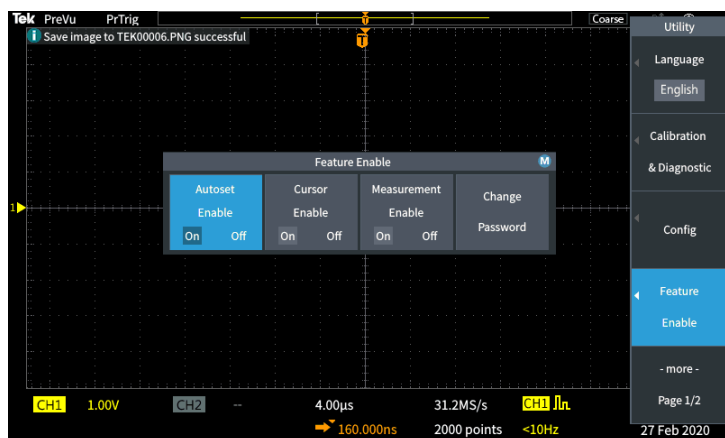 Tek PreVu PrTrig Coarse
Save image to TEK00006.PNG successful
T
Utility
Language
English
Calibration
& Diagnostic
Config
Feature
Enable
- more -
Page 1/2
Feature Enable M
Autoset
Enable
On Off
Cursor
Enable
On Off
Measurement
Enable
On Off
Change
Password
1
CH1 1.00V CH2 -- 4.00µs 31.2MS/s CH1
160.000ns 2000 points <10Hz 27 Feb 2020